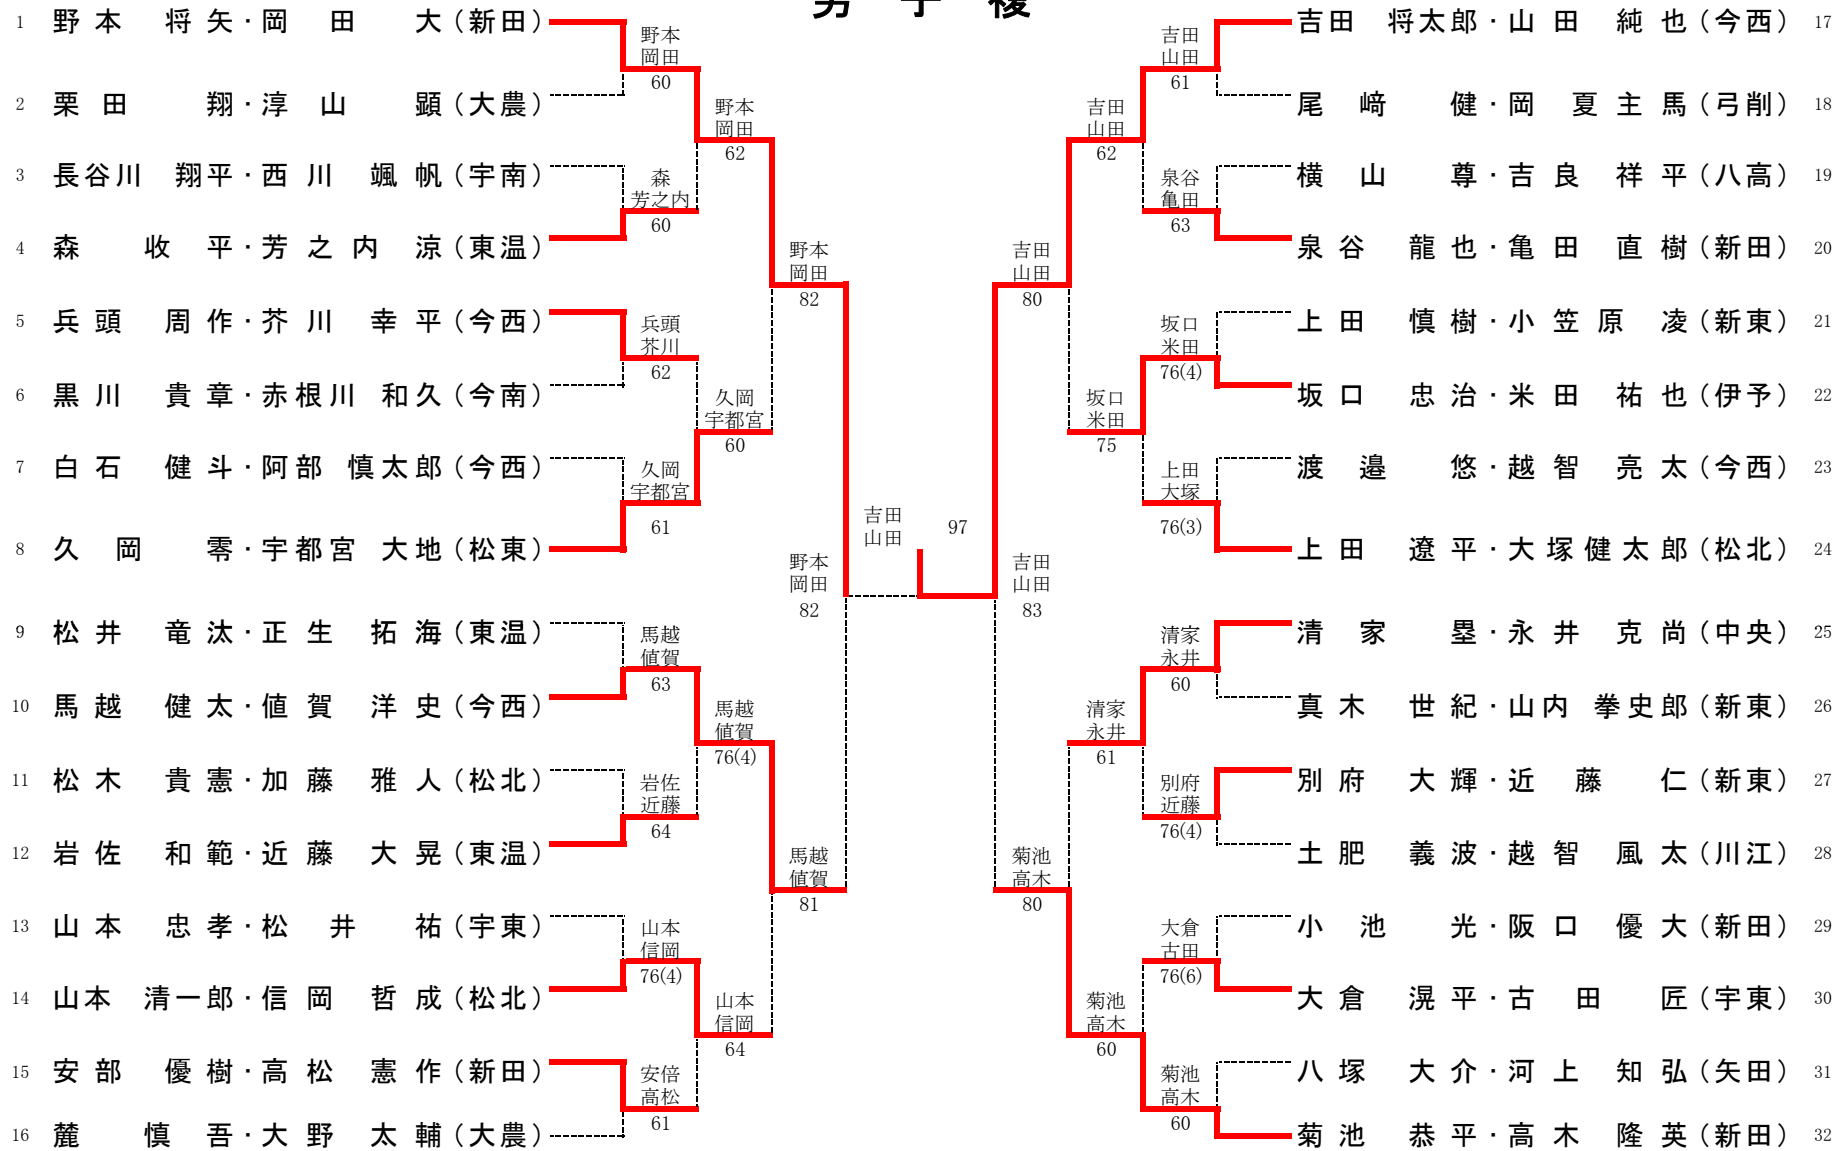 男 子 複
1 野本 将矢・岡田 大(新田)
2 栗田 翔・淳山 顕(大農)
3 長谷川 翔平・西川 颯帆(宇南)
4 森 收平・芳之内 涼(東温)
5 兵頭 周作・芥川 幸平(今西)
6 黒川 貴章・赤根川 和久(今南)
7 白石 健斗・阿部 慎太郎(今西)
8 久岡 零・宇都宮 大地(松東)
9 松井 竜汰・正生 拓海(東温)
10 馬越 健太・値賀 洋史(今西)
11 松木 貴憲・加藤 雅人(松北)
12 岩佐 和範・近藤 大晃(東温)
13 山本 忠孝・松井 祐(宇東)
14 山本 清一郎・信岡 哲成(松北)
15 安部 優樹・高松 憲作(新田)
16 麓 慎吾・大野 太輔(大農)
野本
岡田
60
森
芳之内
60
兵頭
芥川
62
久岡
宇都宮
61
馬越
値賀
63
岩佐
近藤
64
山本
信岡
76(4)
安倍
高松
61
野本
岡田
62
久岡
宇都宮
60
馬越
値賀
76(4)
山本
信岡
64
野本
岡田
82
馬越
値賀
81
野本
岡田
82
吉田
山田
97
吉田
山田
83
吉田
山田
80
菊池
高木
80
吉田
山田
62
坂口
米田
75
清家
永井
61
菊池
高木
60
吉田
山田
61
泉谷
亀田
63
坂口
米田
76(4)
上田
大塚
76(3)
清家
永井
60
別府
近藤
76(4)
大倉
古田
76(6)
菊池
高木
60
吉田 将太郎・山田 純也(今西) 17
尾﨑 健・岡 夏主馬(弓削) 18
横山 尊・吉良 祥平(八高) 19
泉谷 龍也・亀田 直樹(新田) 20
上田 慎樹・小笠原 凌(新東) 21
坂口 忠治・米田 祐也(伊予) 22
渡邉 悠・越智 亮太(今西) 23
上田 遼平・大塚健太郎(松北) 24
清家 塁・永井 克尚(中央) 25
真木 世紀・山内 拳史郎(新東) 26
別府 大輝・近藤 仁(新東) 27
土肥 義波・越智 風太(川江) 28
小池 光・阪口 優大(新田) 29
大倉 滉平・古田 匠(宇東) 30
八塚 大介・河上 知弘(矢田) 31
菊池 恭平・高木 隆英(新田) 32